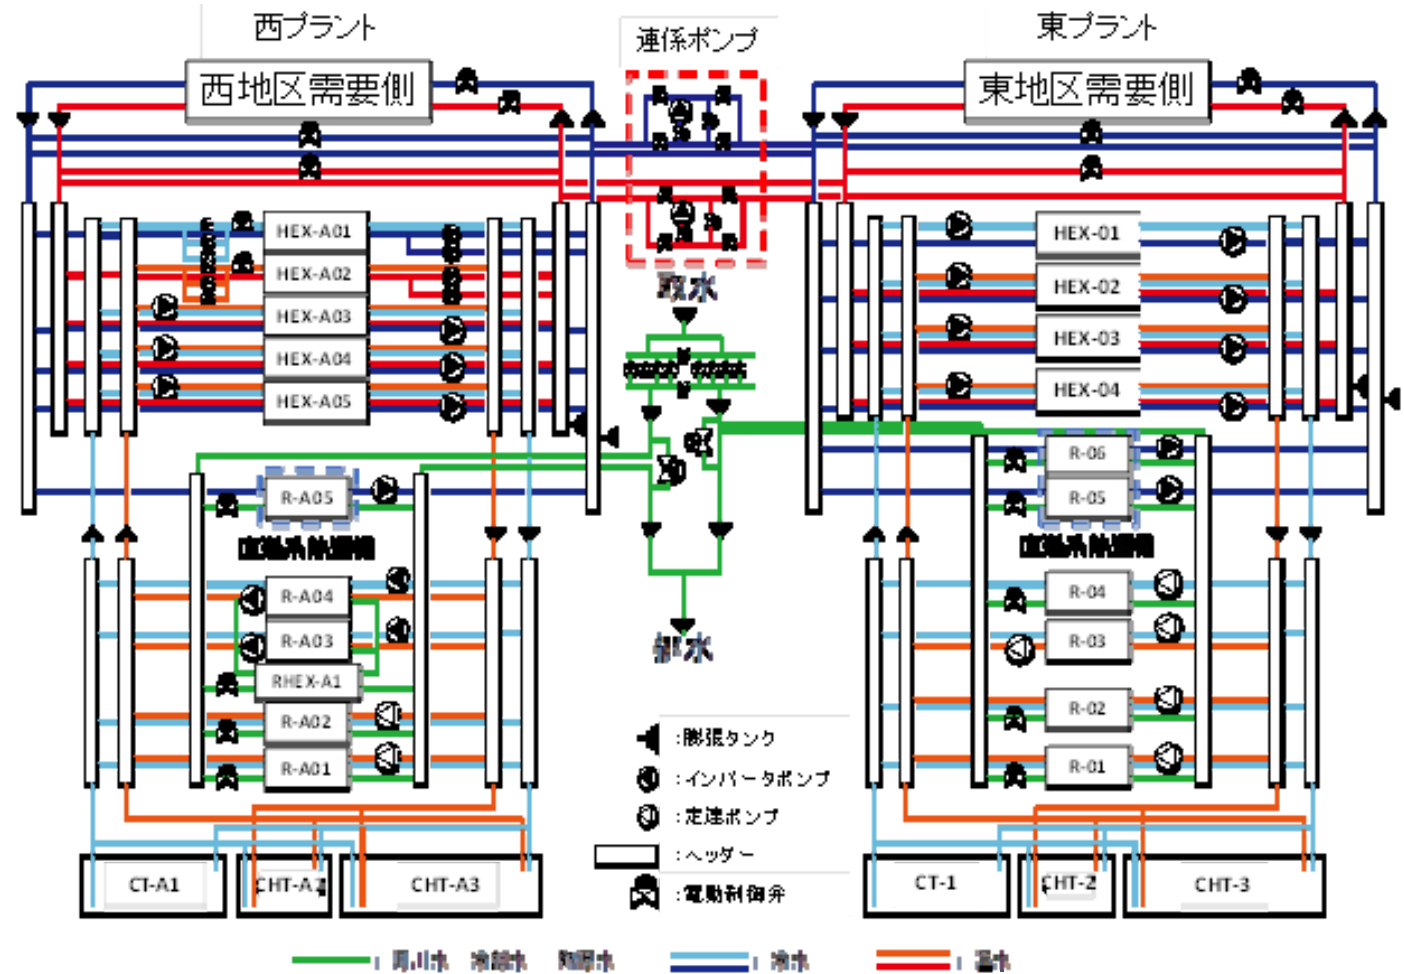 西プラント
連係ポンプ
東プラント
西地区需要側
東地区需要側
HEX-A01
HEX-A02
HEX-A03
HEX-A04
HEX-A05
取水
HEX-01
HEX-02
HEX-03
HEX-04
R-A05
R-A04
R-A03
RHEX-A1
R-A02
R-A01
R-06
R-05
R-04
R-03
R-02
R-01
:膨張タンク
:インバータポンプ
:定速ポンプ
:ヘッダー
:電動制御弁
CT-A1
CHT-A2
CHT-A3
CT-1
CHT-2
CHT-3
:冷水
:温水